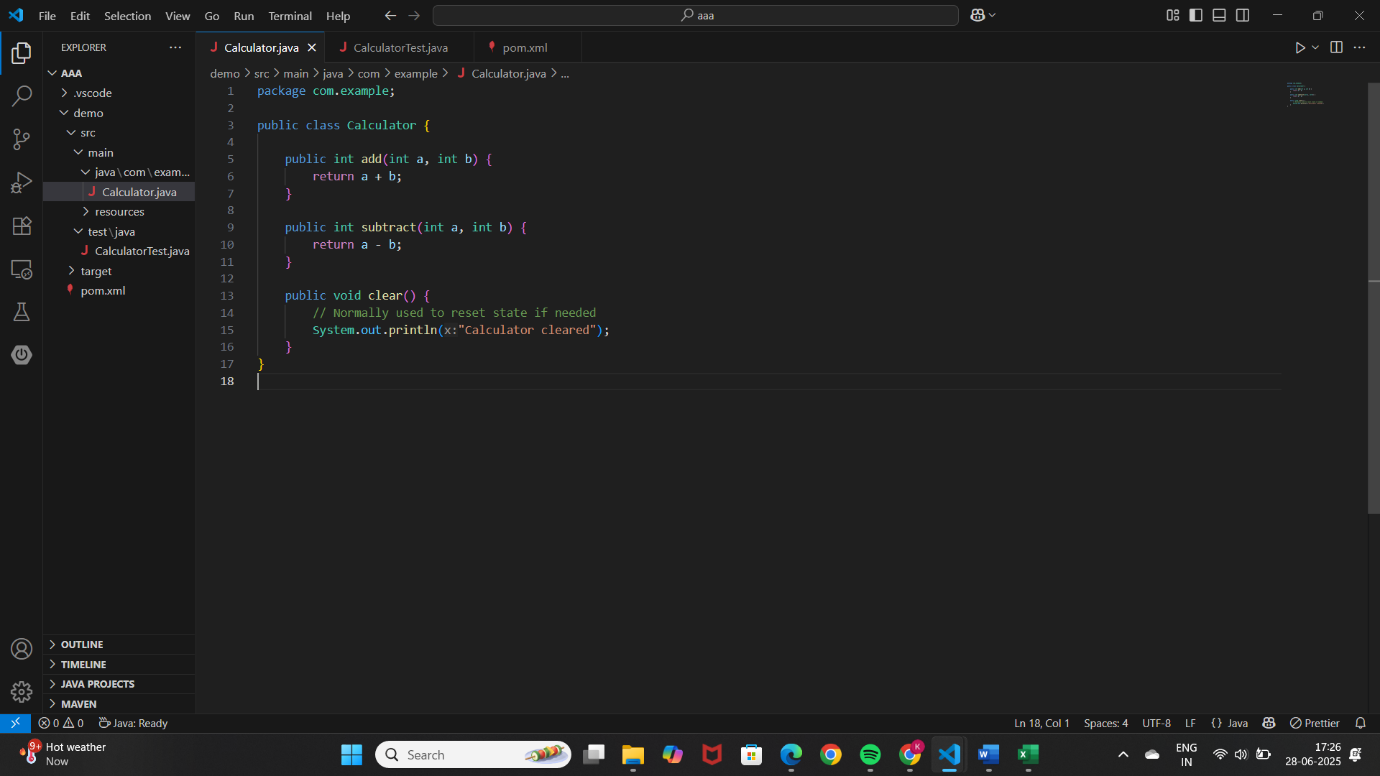 File Edit Selection View Go Run Terminal Help
aaa
EXPLORER
AAA
.vscode
demo
src
main
java\com\exam...
Calculator.java
resources
test\java
CalculatorTest.java
target
pom.xml
OUTLINE
TIMELINE
JAVA PROJECTS
MAVEN
Calculator.java CalculatorTest.java pom.xml
demo > src > main > java > com > example > Calculator.java > ...
1 package com.example;
2
3 public class Calculator {
4
5     public int add(int a, int b) {
6         return a + b;
7     }
8
9     public int subtract(int a, int b) {
10         return a - b;
11     }
12
13     public void clear() {
14         // Normally used to reset state if needed
15         System.out.println(x:"Calculator cleared");
16     }
17 }
18
0 0 Java: Ready Ln 18, Col 1 Spaces: 4 UTF-8 LF {} Java Prettier
9+ Hot weather
Now
Search
K
W
X
ENG
IN
17:26
28-06-2025